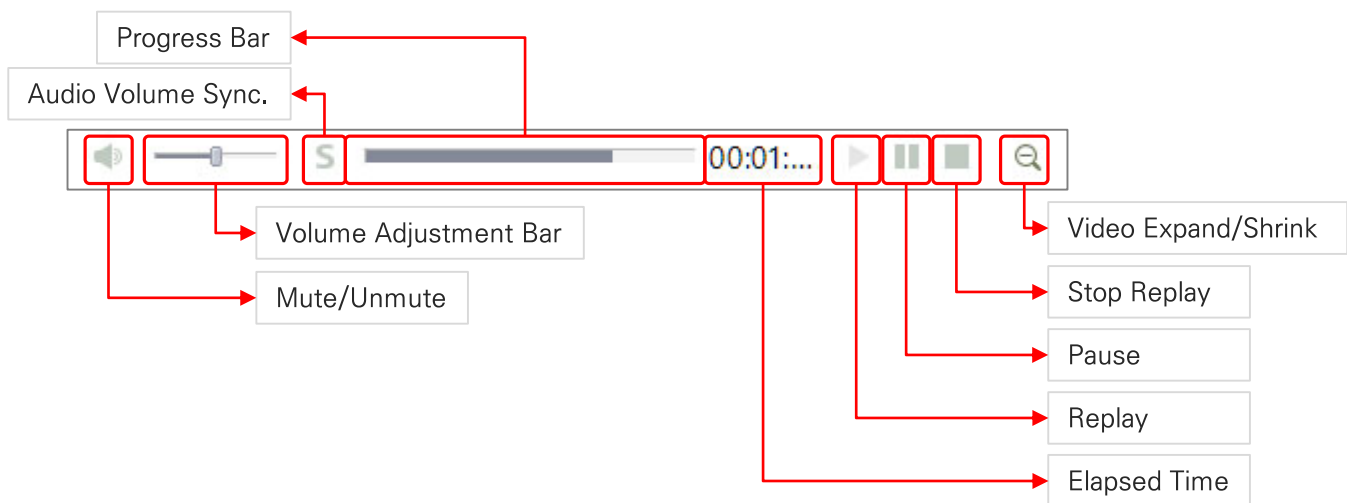 Progress Bar
Audio Volume Sync.
S
00:01:...
Volume Adjustment Bar
Video Expand/Shrink
Mute/Unmute
Stop Replay
Pause
Replay
Elapsed Time